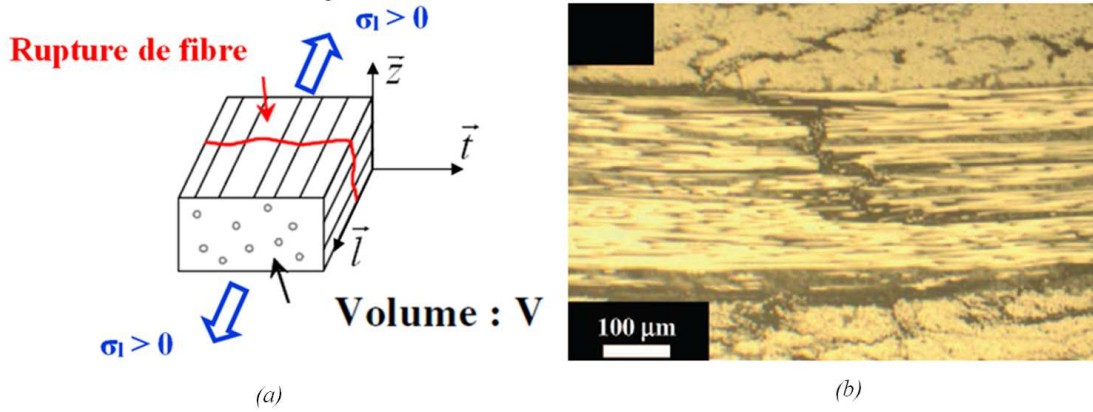 σₗ > 0
Rupture de fibre
z
t
l
Volume : V
σₗ > 0
100 µm
(a)
(b)